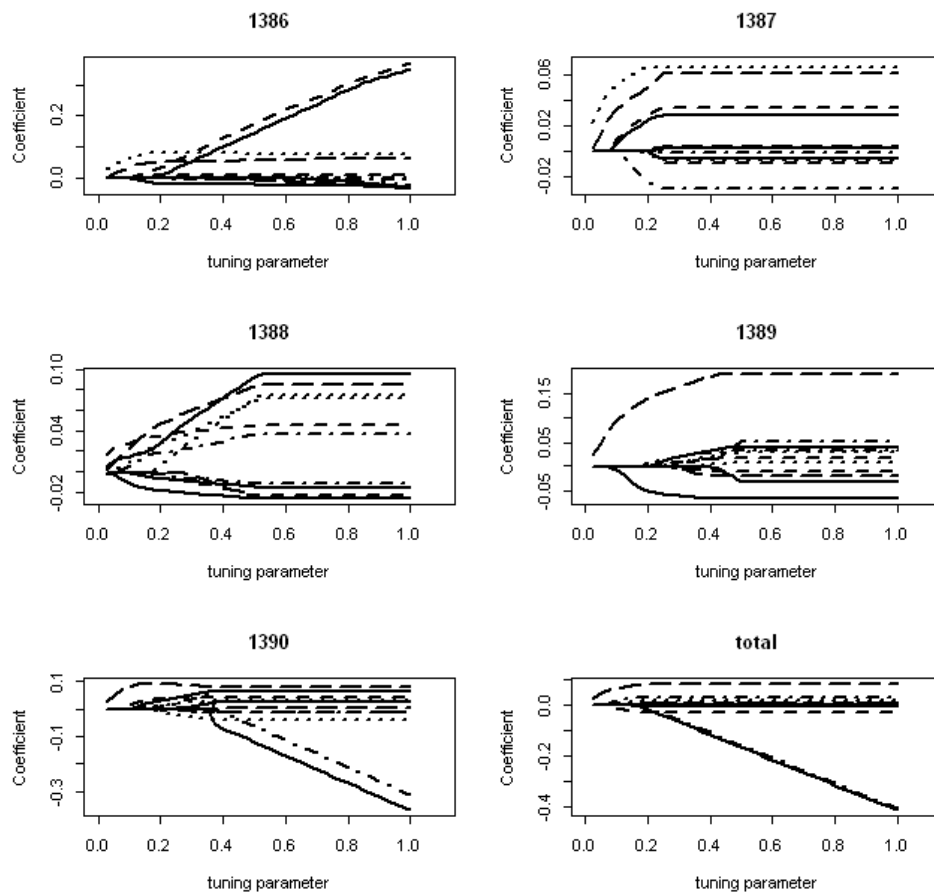 1386
Coefficient
0.0 0.2
0.0 0.2 0.4 0.6 0.8 1.0
tuning parameter
1387
Coefficient
-0.02 0.02 0.06
0.0 0.2 0.4 0.6 0.8 1.0
tuning parameter
1388
Coefficient
-0.02 0.04 0.10
0.0 0.2 0.4 0.6 0.8 1.0
tuning parameter
1389
Coefficient
-0.05 0.05 0.15
0.0 0.2 0.4 0.6 0.8 1.0
tuning parameter
1390
Coefficient
-0.3 -0.1 0.1
0.0 0.2 0.4 0.6 0.8 1.0
tuning parameter
total
Coefficient
-0.4 -0.2 0.0
0.0 0.2 0.4 0.6 0.8 1.0
tuning parameter